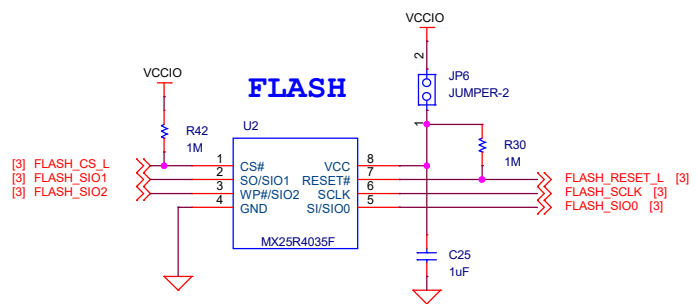 VCCIO
2
JP6
JUMPER-2
1
VCCIO
FLASH
R42
1M
U2
R30
1M
[3] FLASH_CS_L
[3] FLASH_SIO1
[3] FLASH_SIO2
1 CS# VCC 8
2 SO/SIO1 RESET# 7
3 WP#/SIO2 SCLK 6
4 GND SI/SIO0 5
FLASH_RESET_L [3]
FLASH_SCLK [3]
FLASH_SIO0 [3]
MX25R4035F
C25
1uF